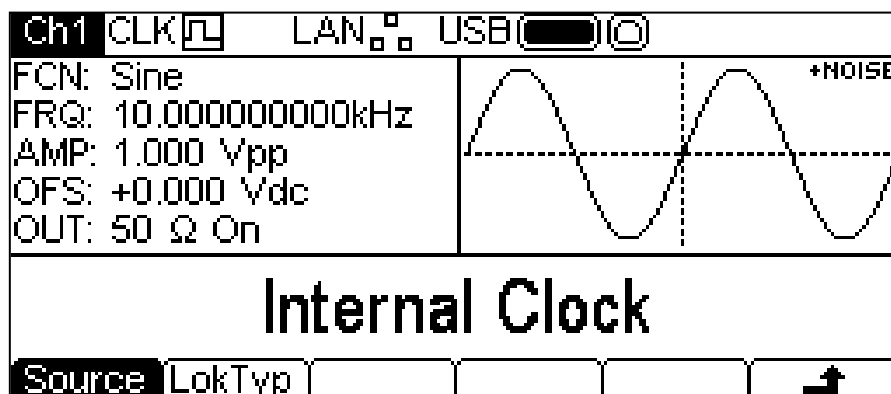 Ch1 CLK LAN USB
FCN: Sine
+NOISE
FRQ: 10.000000000kHz
AMP: 1.000 Vpp
OFS: +0.000 Vdc
OUT: 50 Ω On
Internal Clock
Source LokTyp